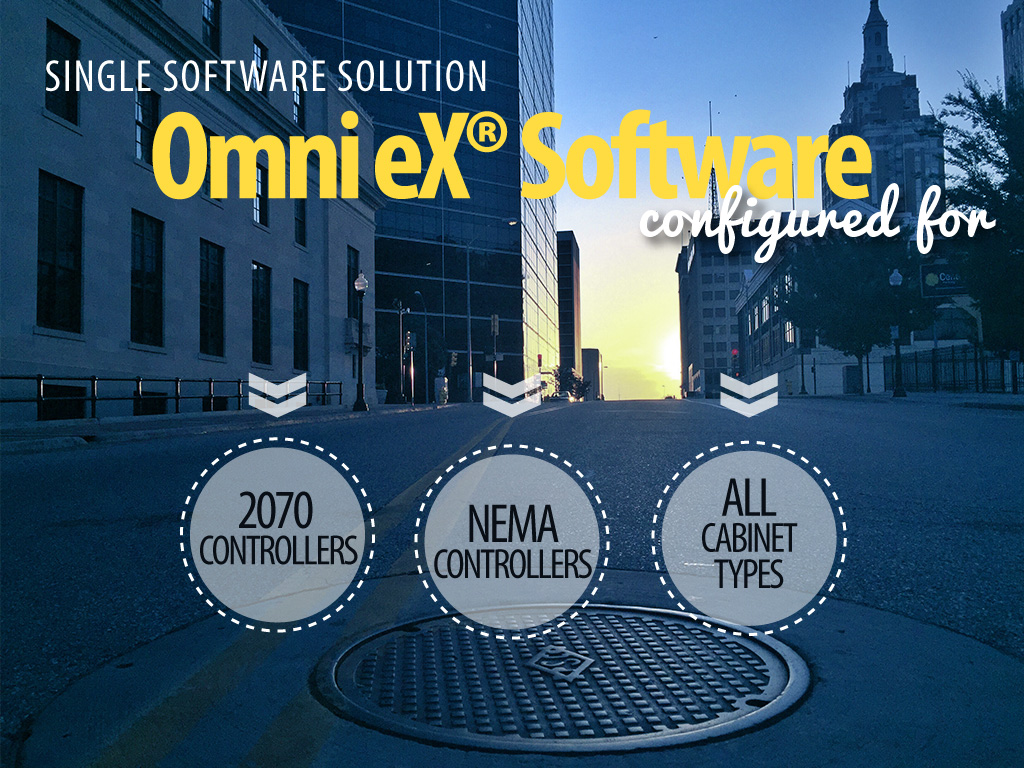 SINGLE SOFTWARE SOLUTION
Omni eX® Software
configured for
2070
CONTROLLERS
NEMA
CONTROLLERS
ALL
CABINET
TYPES